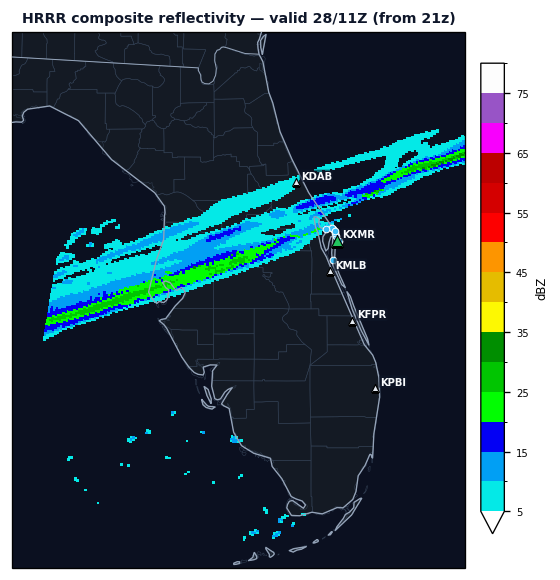 HRRR composite reflectivity — valid 28/11Z (from 21z)
KDAB
KXMR
KMLB
KFPR
KPBI
75
65
55
45
35
25
15
5
dBZ